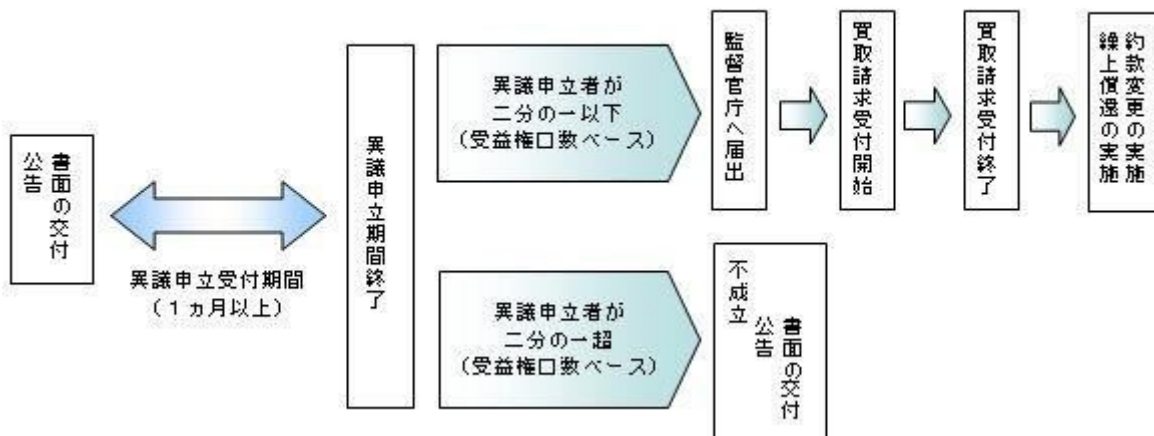 書面の交付
公告
異議申立受付期間
（１ヵ月以上）
異議申立期間終了
異議申立者が
二分の一以下
（受益権口数ベース）
監督官庁へ届出
買取請求受付開始
買取請求受付終了
約款変更の実施
繰上償還の実施
異議申立者が
二分の一超
（受益権口数ベース）
不成立
書面の交付
公告